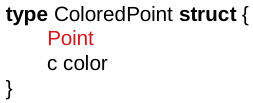 type ColoredPoint struct {
Point
c color
}